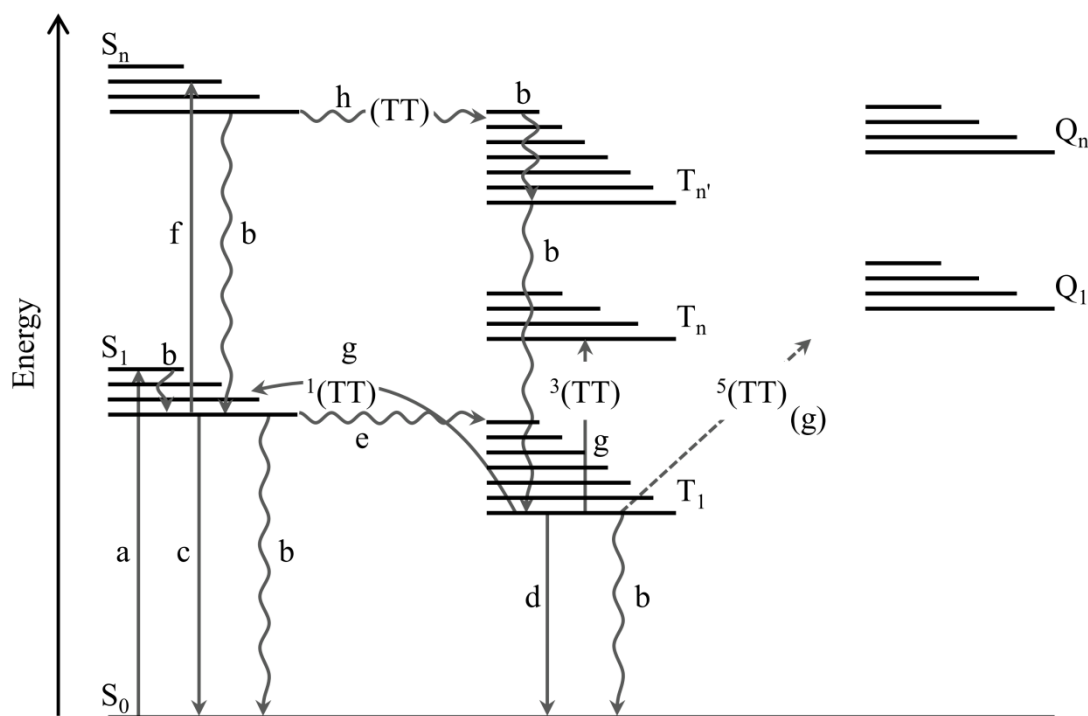 Energy
Sₙ
h
(TT)
b
Qₙ
Tₙ'
f
b
b
Q₁
Tₙ
S₁
b
g
¹(TT)
³(TT)
⁵(TT)
(g)
e
g
T₁
a
c
b
d
b
S₀